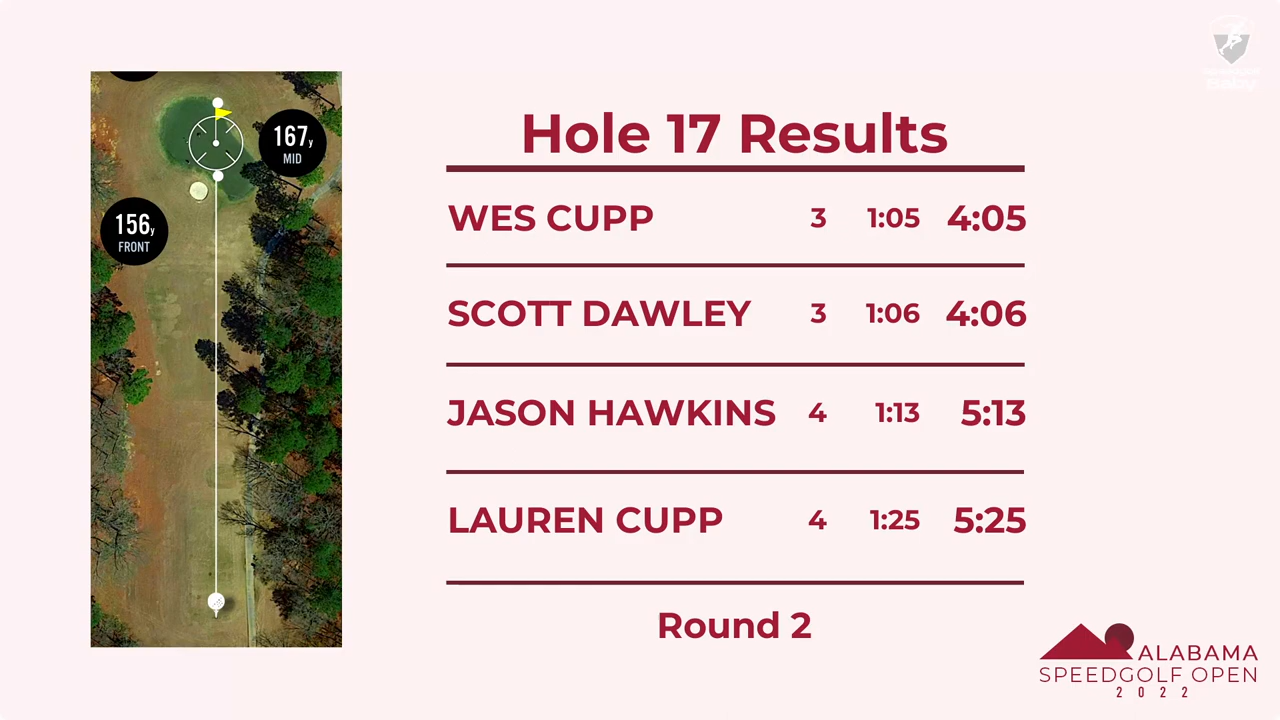 167y
MID
156y
FRONT
Hole 17 Results
WES CUPP 3 1:05 4:05
SCOTT DAWLEY 3 1:06 4:06
JASON HAWKINS 4 1:13 5:13
LAUREN CUPP 4 1:25 5:25
Round 2
ALABAMA
SPEEDGOLF OPEN
2022